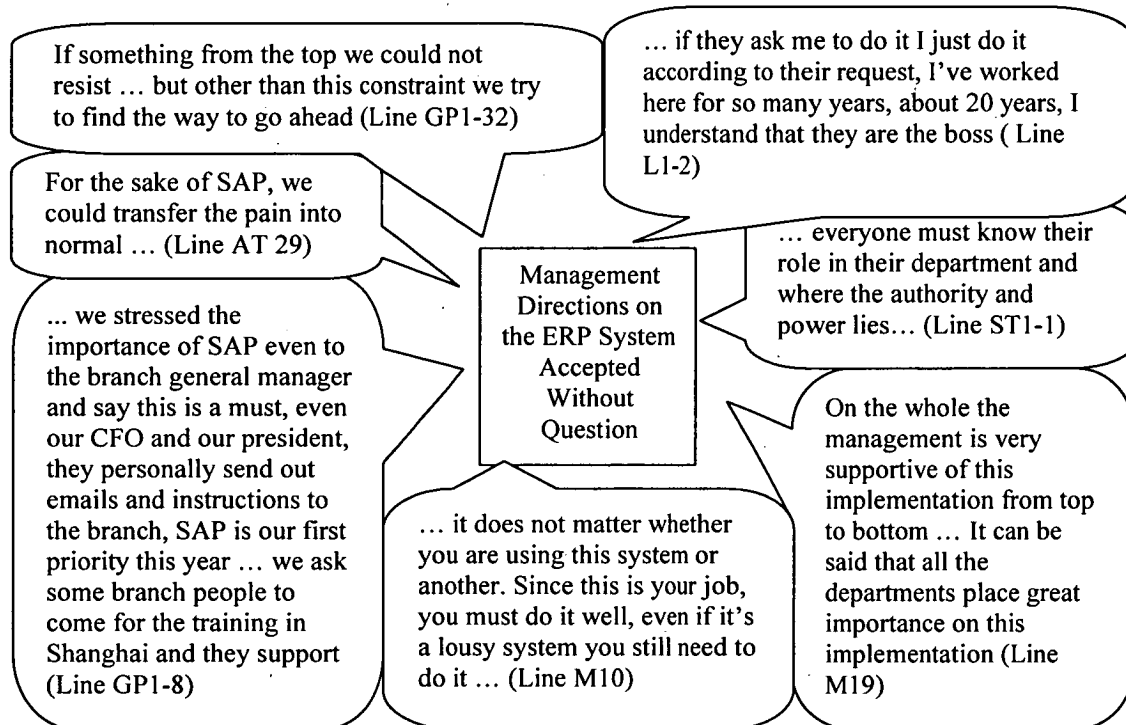 If something from the top we could not
resist … but other than this constraint we try
to find the way to go ahead (Line GP1-32)
… if they ask me to do it I just do it
according to their request, I've worked
here for so many years, about 20 years, I
understand that they are the boss ( Line
L1-2)
For the sake of SAP, we
could transfer the pain into
normal … (Line AT 29)
… everyone must know their
role in their department and
where the authority and
power lies… (Line ST1-1)
Management
Directions on
the ERP System
Accepted
Without
Question
... we stressed the
importance of SAP even to
the branch general manager
and say this is a must, even
our CFO and our president,
they personally send out
emails and instructions to
the branch, SAP is our first
priority this year … we ask
some branch people to
come for the training in
Shanghai and they support
(Line GP1-8)
… it does not matter whether
you are using this system or
another. Since this is your job,
you must do it well, even if it's
a lousy system you still need to
do it … (Line M10)
On the whole the
management is very
supportive of this
implementation from top
to bottom … It can be
said that all the
departments place great
importance on this
implementation (Line
M19)